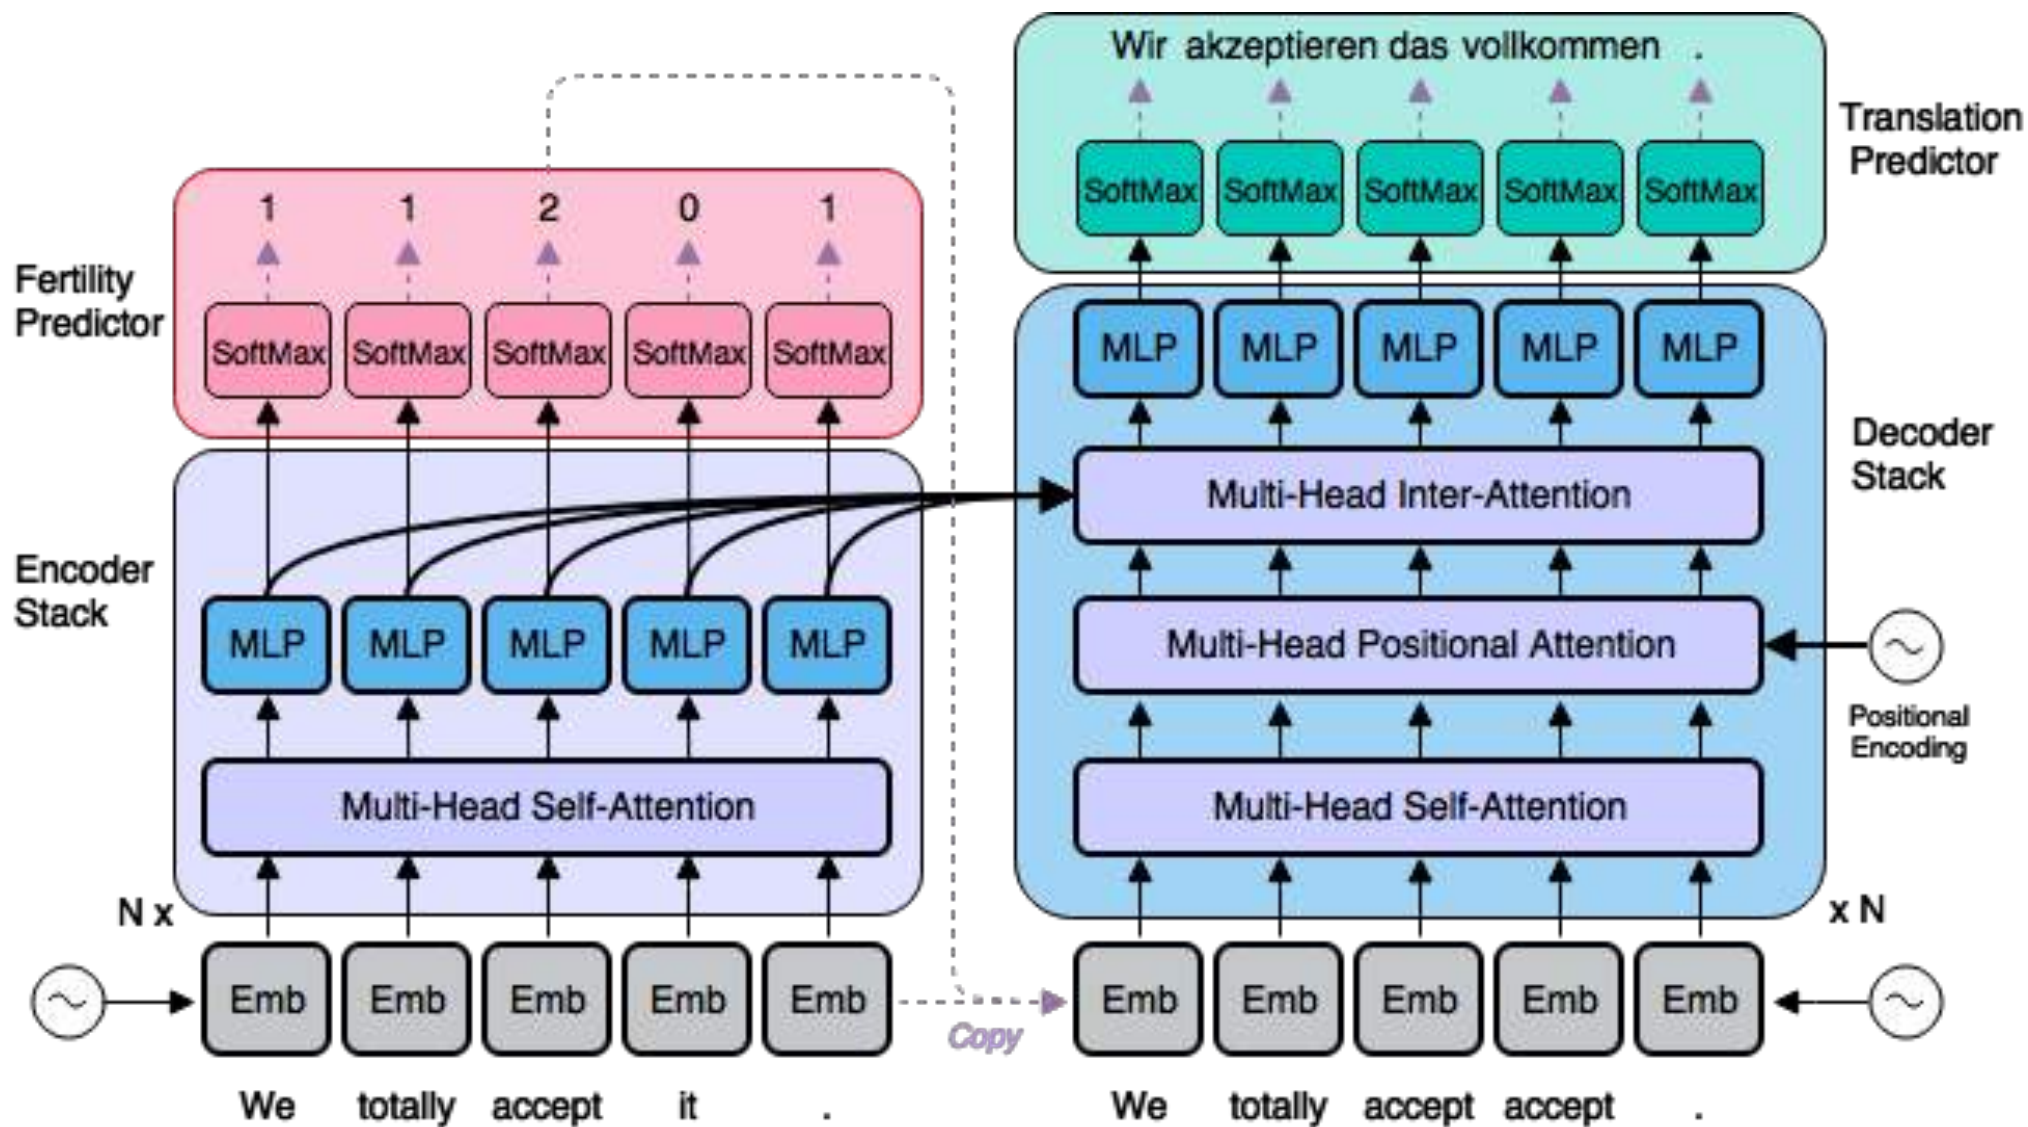 Wir akzeptieren das vollkommen .
Translation
Predictor
SoftMax SoftMax SoftMax SoftMax SoftMax
1 1 2 0 1
Fertility
Predictor
SoftMax SoftMax SoftMax SoftMax SoftMax
MLP MLP MLP MLP MLP
Decoder
Stack
Multi-Head Inter-Attention
Encoder
Stack
MLP MLP MLP MLP MLP
Multi-Head Positional Attention
Positional
Encoding
Multi-Head Self-Attention
Multi-Head Self-Attention
N x
x N
Emb Emb Emb Emb Emb
Copy
Emb Emb Emb Emb Emb
We totally accept it .
We totally accept accept .